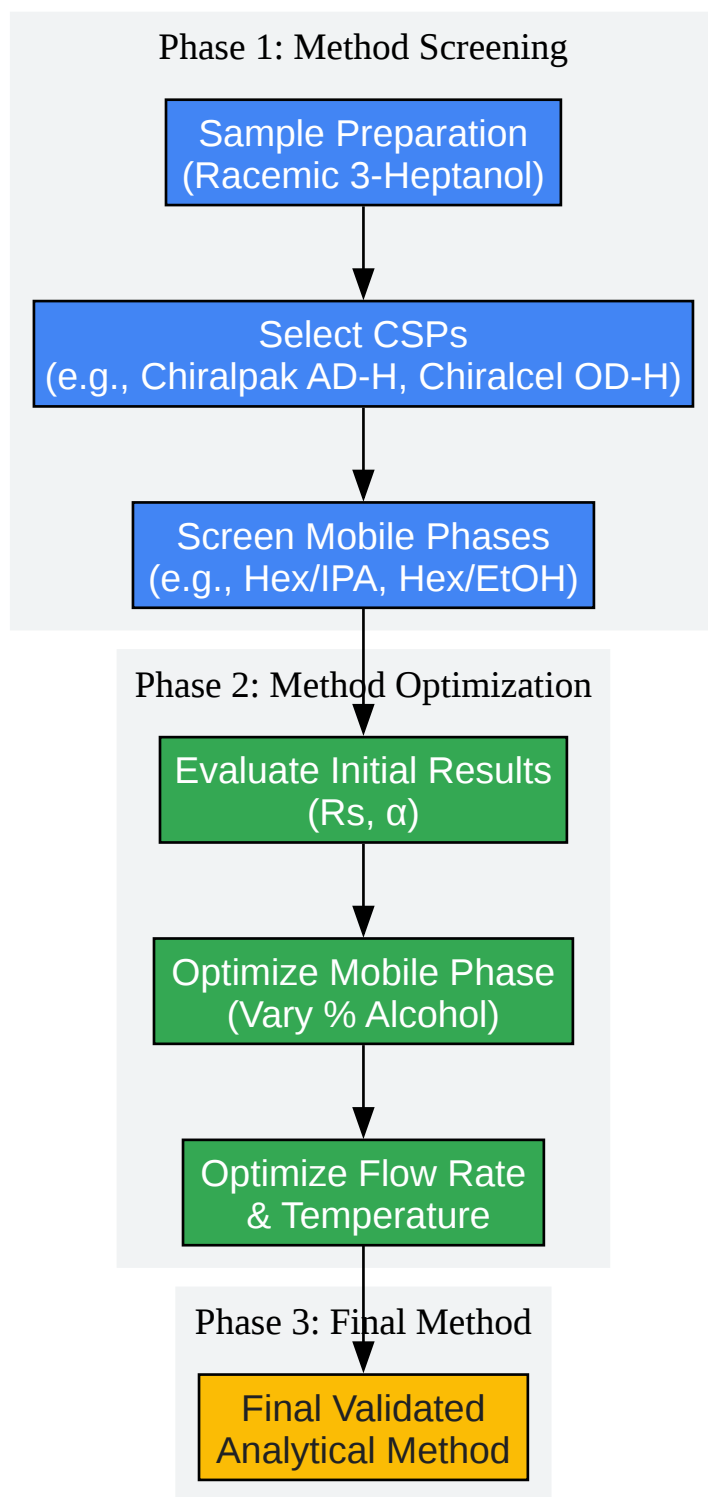 Phase 1: Method Screening
Sample Preparation
(Racemic 3-Heptanol)
Select CSPs
(e.g., Chiralpak AD-H, Chiralcel OD-H)
Screen Mobile Phases
(e.g., Hex/IPA, Hex/EtOH)
Phase 2: Method Optimization
Evaluate Initial Results
(Rs, α)
Optimize Mobile Phase
(Vary % Alcohol)
Optimize Flow Rate
& Temperature
Phase 3: Final Method
Final Validated
Analytical Method